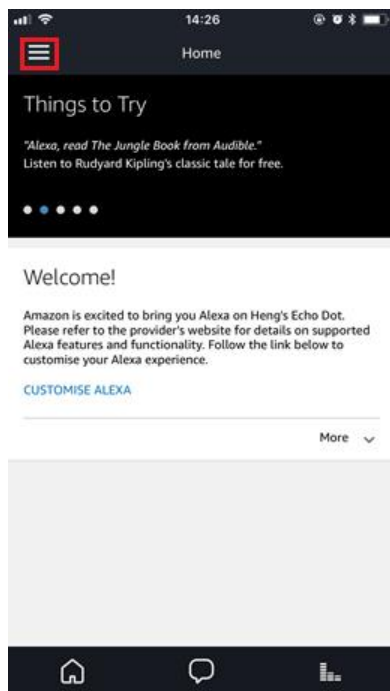 14:26
Home
Things to Try
"Alexa, read The Jungle Book from Audible."
Listen to Rudyard Kipling's classic tale for free.
Welcome!
Amazon is excited to bring you Alexa on Heng's Echo Dot.
Please refer to the provider's website for details on supported
Alexa features and functionality. Follow the link below to
customise your Alexa experience.
CUSTOMISE ALEXA
More